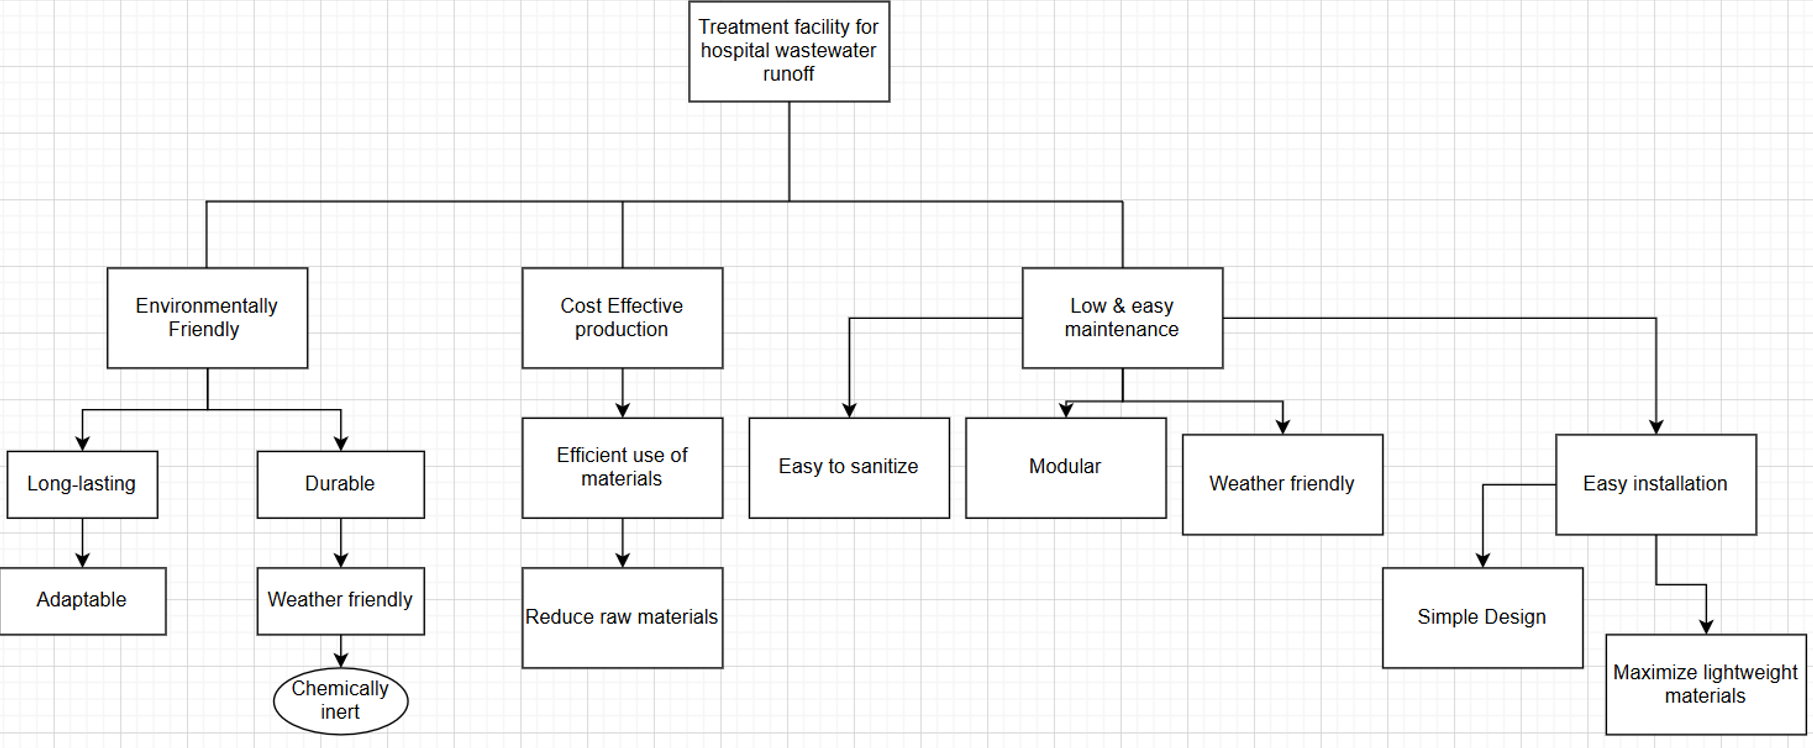 Treatment facility for
hospital wastewater
runoff
Environmentally
Friendly
Cost Effective
production
Low & easy
maintenance
Long-lasting
Durable
Efficient use of
materials
Easy to sanitize
Modular
Weather friendly
Easy installation
Adaptable
Weather friendly
Reduce raw materials
Simple Design
Chemically
inert
Maximize lightweight
materials